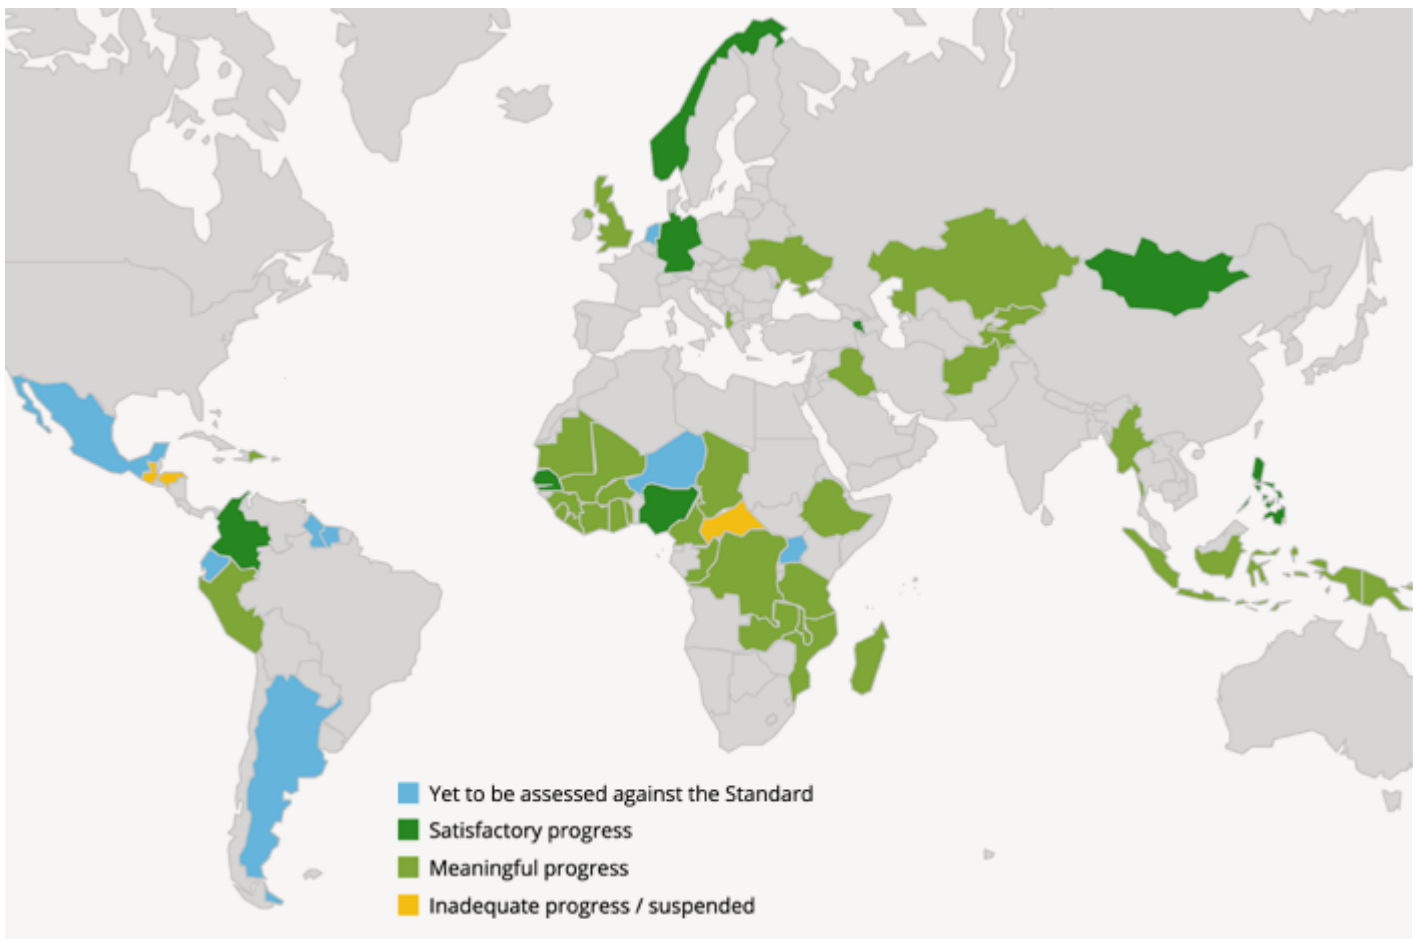 Yet to be assessed against the Standard
Satisfactory progress
Meaningful progress
Inadequate progress / suspended